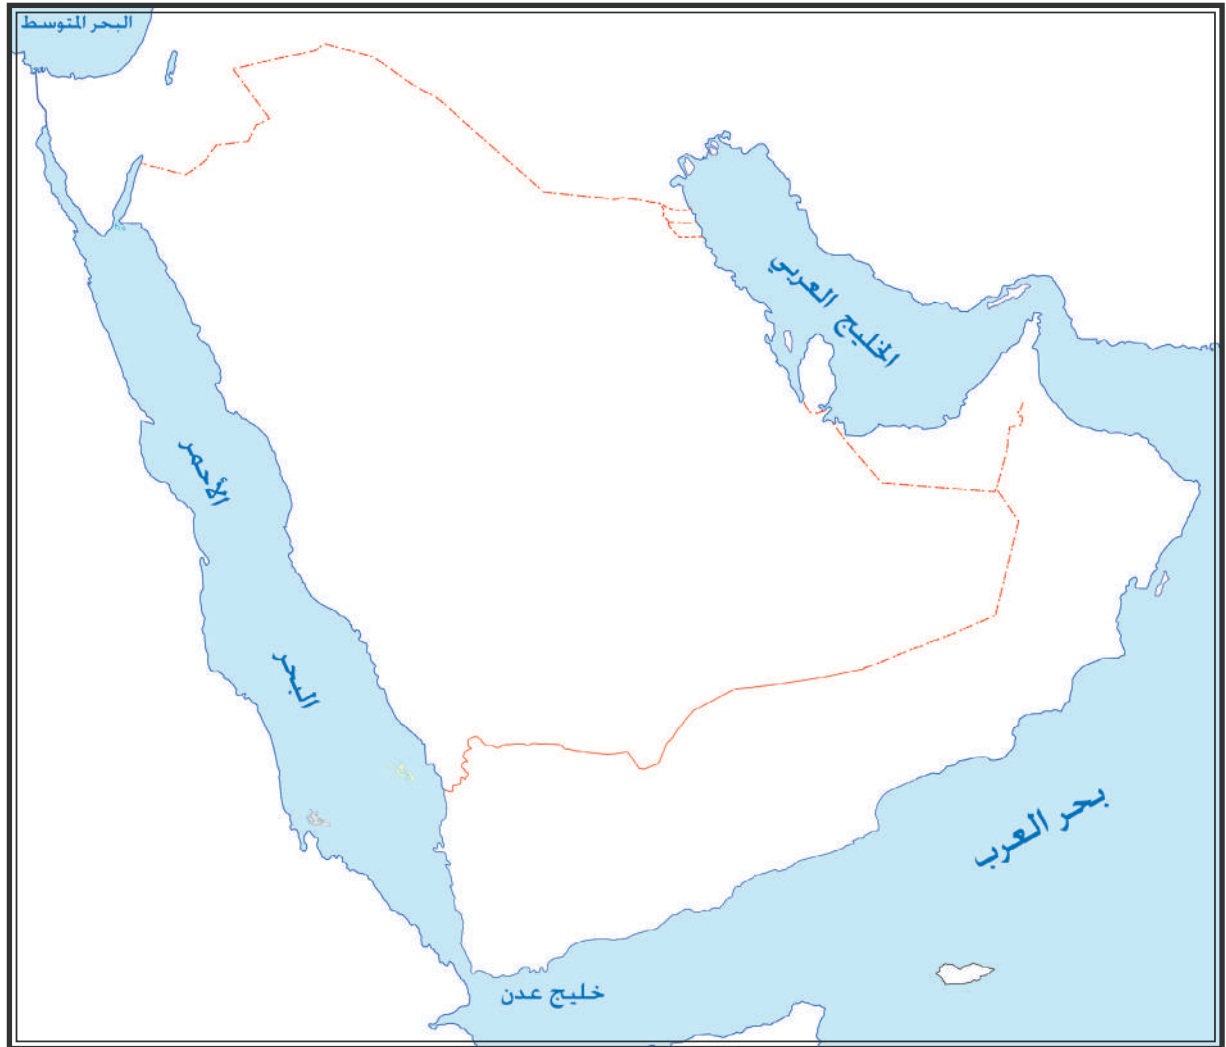 البحر المتوسط
الخليج العربي
الأحمر
البحر
بحر العرب
خليج عدن